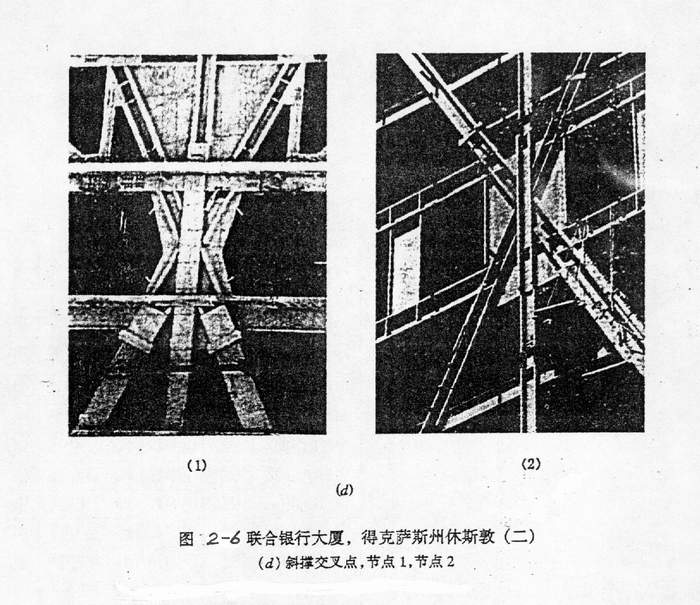 (1)
(2)
(d)
图 2-6 联合银行大厦，得克萨斯州休斯敦（二）
(d) 斜撑交叉点，节点1，节点2